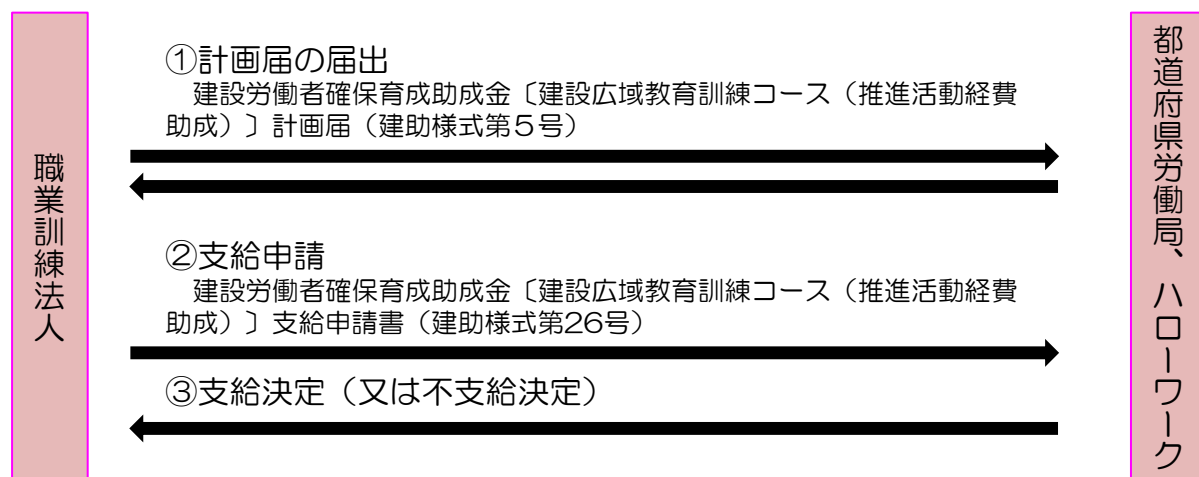 職業訓練法人
①計画届の届出
建設労働者確保育成助成金〔建設広域教育訓練コース（推進活動経費
助成）〕計画届（建助様式第５号）
②支給申請
建設労働者確保育成助成金〔建設広域教育訓練コース（推進活動経費
助成）〕支給申請書（建助様式第26号）
③支給決定（又は不支給決定）
都道府県労働局、ハローワーク